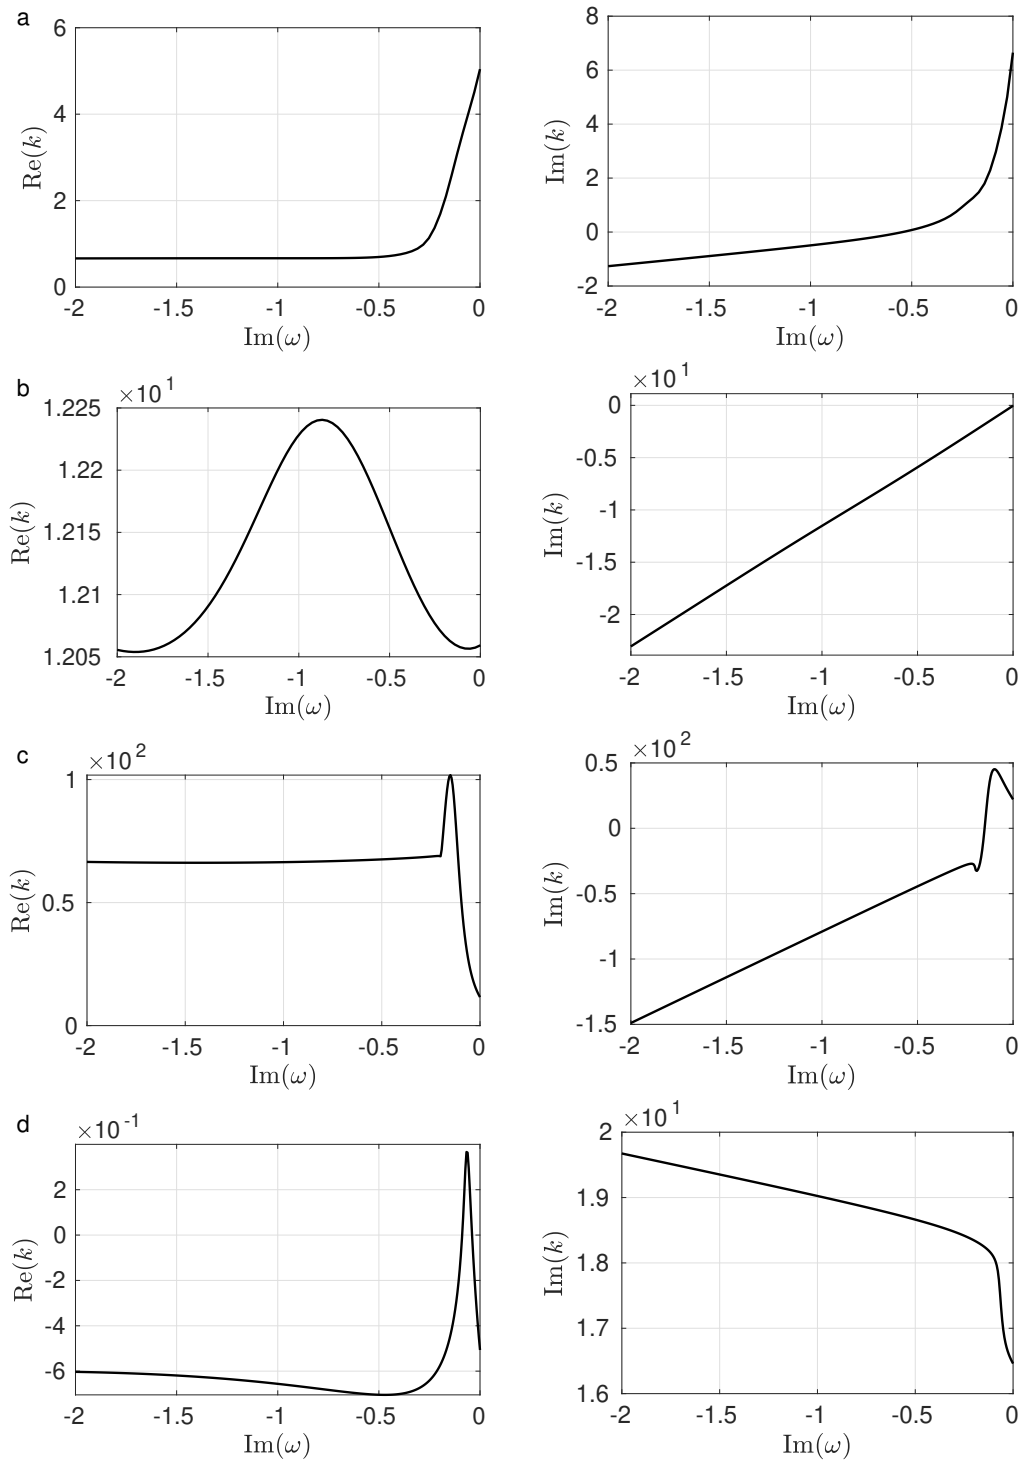 a
6
4
2
0
Re(k)
-2 -1.5 -1 -0.5 0
Im(ω)
8
6
4
2
0
-2
Im(k)
-2 -1.5 -1 -0.5 0
Im(ω)
b
×10^1
1.225
1.22
1.215
1.21
1.205
Re(k)
-2 -1.5 -1 -0.5 0
Im(ω)
×10^1
0
-0.5
-1
-1.5
-2
Im(k)
-2 -1.5 -1 -0.5 0
Im(ω)
c
×10^2
1
0.5
0
Re(k)
-2 -1.5 -1 -0.5 0
Im(ω)
×10^2
0.5
0
-0.5
-1
-1.5
Im(k)
-2 -1.5 -1 -0.5 0
Im(ω)
d
×10^-1
2
0
-2
-4
-6
Re(k)
-2 -1.5 -1 -0.5 0
Im(ω)
×10^1
2
1.9
1.8
1.7
1.6
Im(k)
-2 -1.5 -1 -0.5 0
Im(ω)